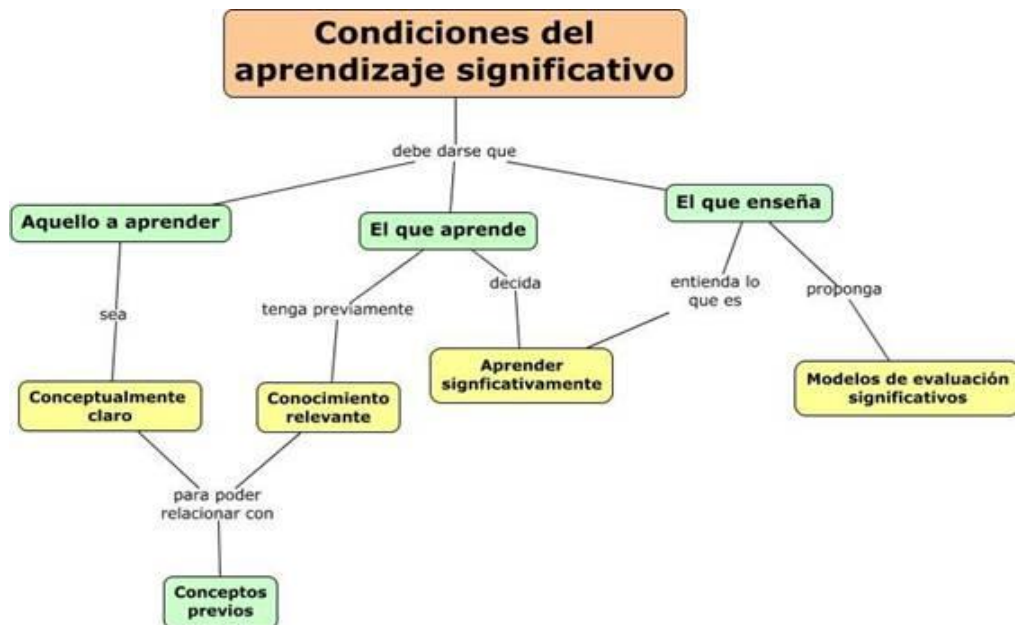 Condiciones del
aprendizaje significativo
debe darse que
Aquello a aprender
El que aprende
El que enseña
sea
tenga previamente
decida
entienda lo
que es
proponga
Conceptualmente
claro
Conocimiento
relevante
Aprender
signficativamente
Modelos de evaluación
significativos
para poder
relacionar con
Conceptos
previos